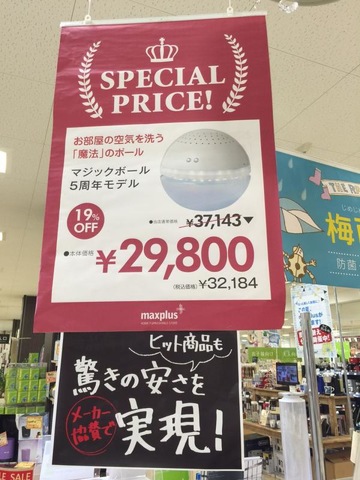 SPECIAL
PRICE!
お部屋の空気を洗う
「魔法」のボール
マジックボール
5周年モデル
19%
OFF
●当店通常価格 ¥37,143▼
●本体価格 ¥29,800
(税込価格) ¥32,184
maxplus
ヒット商品も
驚きの安さを
メーカー
協賛で
実現!
THE R
梅雨
防菌
SALE